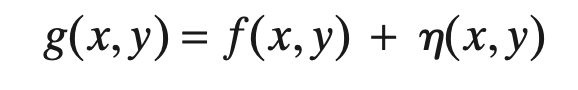 g(x, y) = f(x, y) + η(x, y)